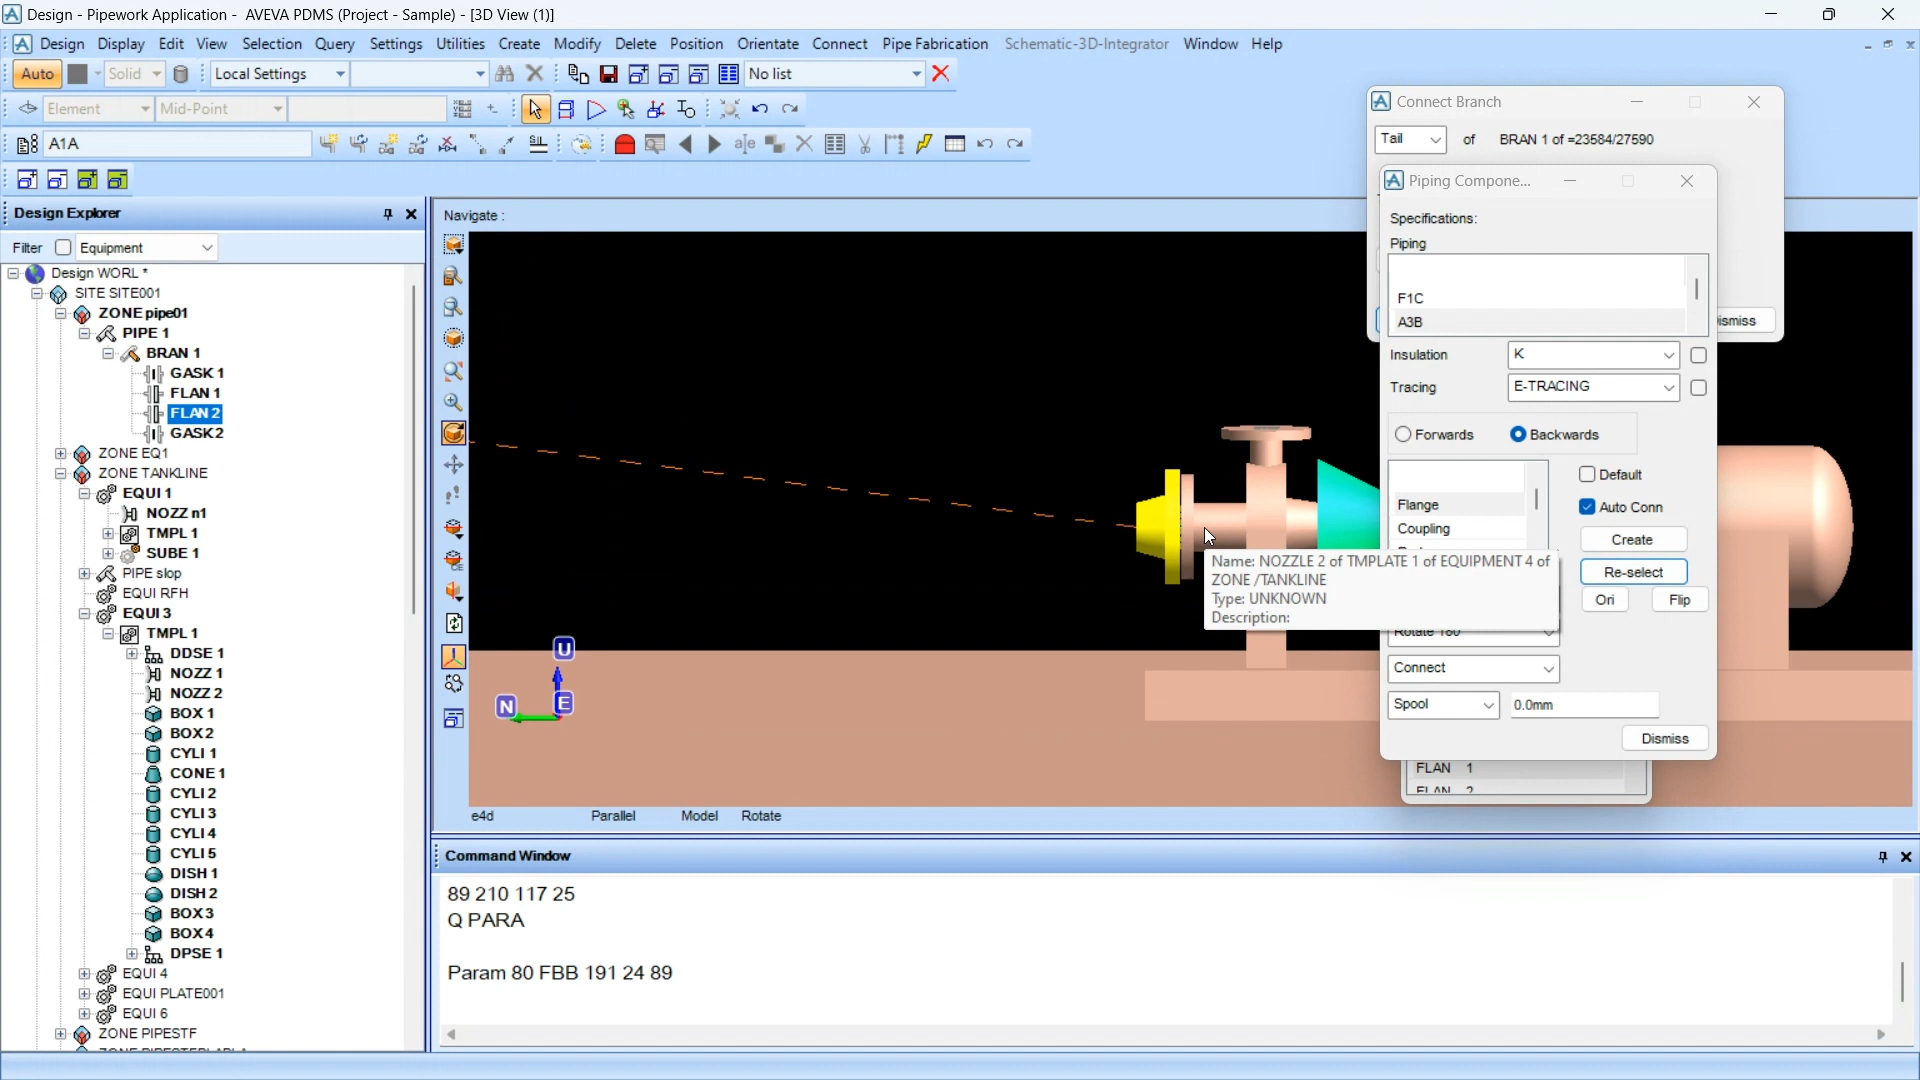 Design - Pipework Application - AVEVA PDMS (Project - Sample) - [3D View (1)]
Design Display Edit View Selection Query Settings Utilities Create Modify Delete Position Orientate Connect Pipe Fabrication Schematic-3D-Integrator Window Help
Auto Solid Local Settings No list
Element Mid-Point
A1A
Design Explorer
Filter Equipment
Design WORL *
SITE SITE001
ZONE pipe01
PIPE 1
BRAN 1
GASK 1
FLAN 1
FLAN 2
GASK 2
ZONE EQ1
ZONE TANKLINE
EQUI 1
NOZZ n1
TMPL 1
SUBE 1
PIPE slop
EQUI RFH
EQUI 3
TMPL 1
DDSE 1
NOZZ 1
NOZZ 2
BOX 1
BOX 2
CYLI 1
CONE 1
CYLI 2
CYLI 3
CYLI 4
CYLI 5
DISH 1
DISH 2
BOX 3
BOX 4
DPSE 1
EQUI 4
EQUI PLATE001
EQUI 6
ZONE PIPESTF
Navigate :
U
N
E
Name: NOZZLE 2 of TMPLATE 1 of EQUIPMENT 4 of
ZONE /TANKLINE
Type: UNKNOWN
Description:
e4d Parallel Model Rotate
Connect Branch
Tail of BRAN 1 of =23584/27590
Piping Compone...
Specifications:
Piping
F1C
A3B
ismiss
Insulation K
Tracing E-TRACING
Forwards Backwards
Default
Flange
Auto Conn
Coupling
Create
Re-select
Ori Flip
Rotate 180
Connect
Spool 0.0mm
Dismiss
FLAN 1
FLAN 2
Command Window
89 210 117 25
Q PARA
Param 80 FBB 191 24 89